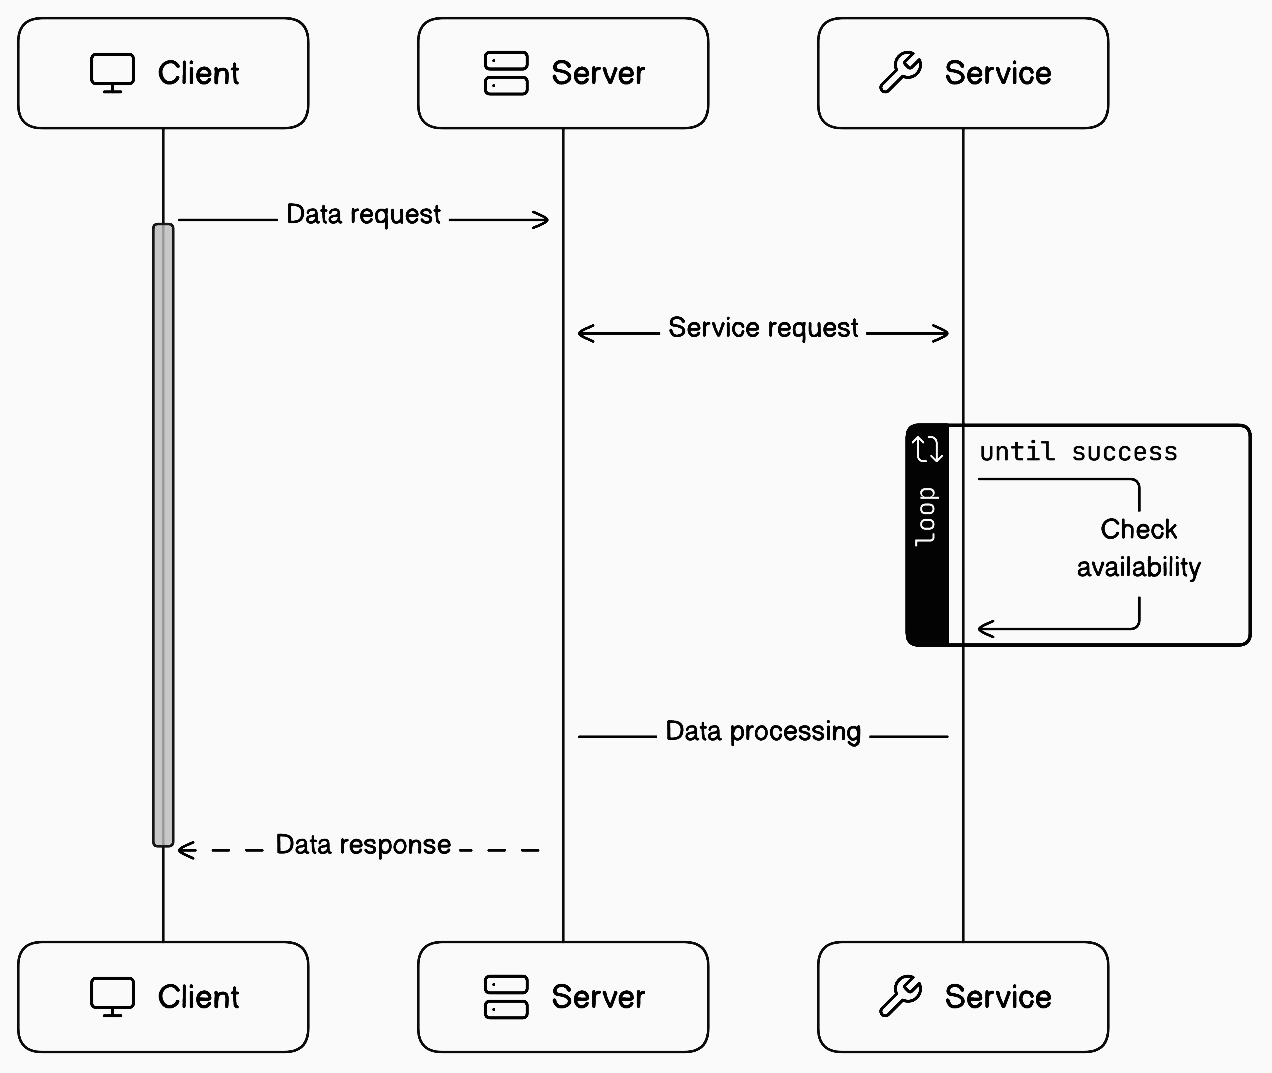 Client
Server
Service
Data request
Service request
until success
loop
Check
availability
Data processing
Data response
Client
Server
Service